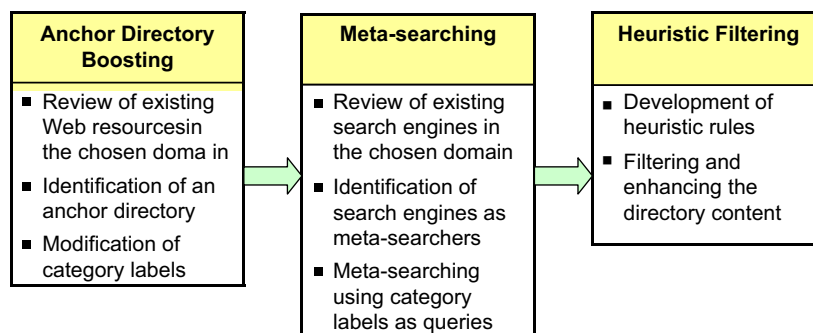 Anchor Directory
Boosting
■ Review of existing
Web resourcesin
the chosen doma in
■ Identification of an
anchor directory
■ Modification of
category labels
Meta-searching
■ Review of existing
search engines in
the chosen domain
■ Identification of
search engines as
meta-searchers
■ Meta-searching
using category
labels as queries
Heuristic Filtering
■ Development of
heuristic rules
■ Filtering and
enhancing the
directory content